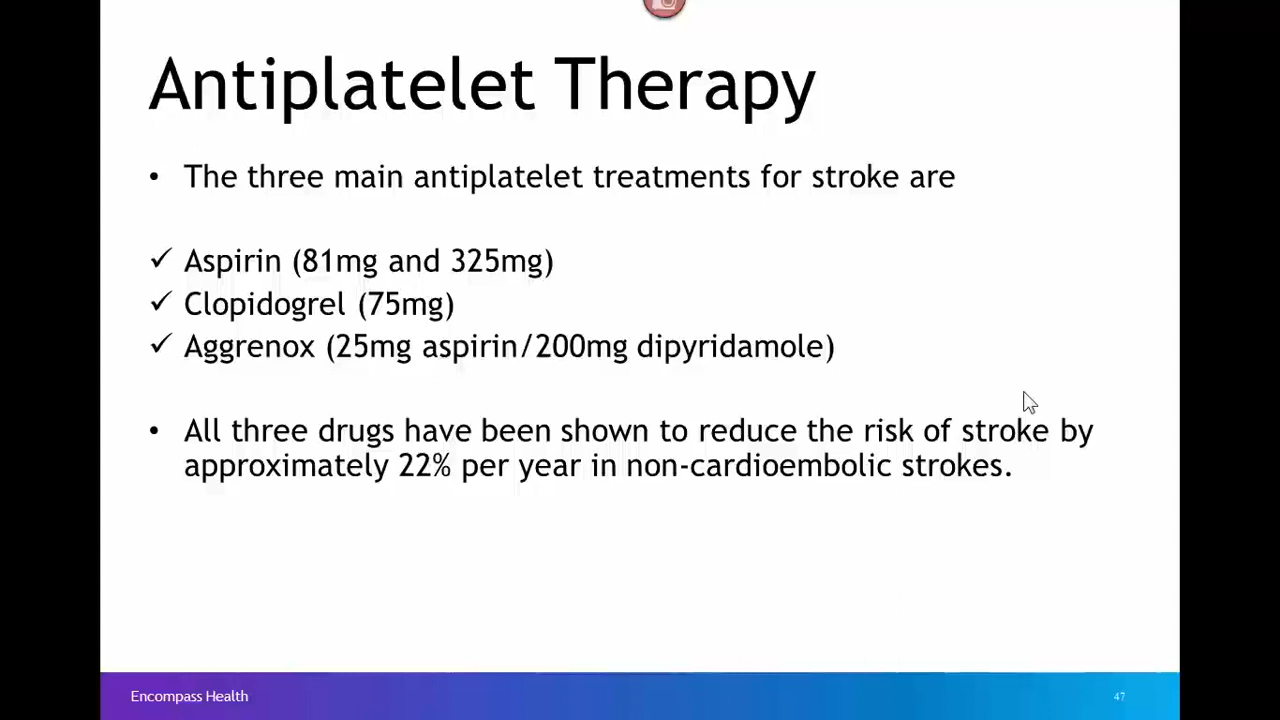 Antiplatelet Therapy
• The three main antiplatelet treatments for stroke are
✓ Aspirin (81mg and 325mg)
✓ Clopidogrel (75mg)
✓ Aggrenox (25mg aspirin/200mg dipyridamole)
• All three drugs have been shown to reduce the risk of stroke by
approximately 22% per year in non-cardioembolic strokes.
Encompass Health
47